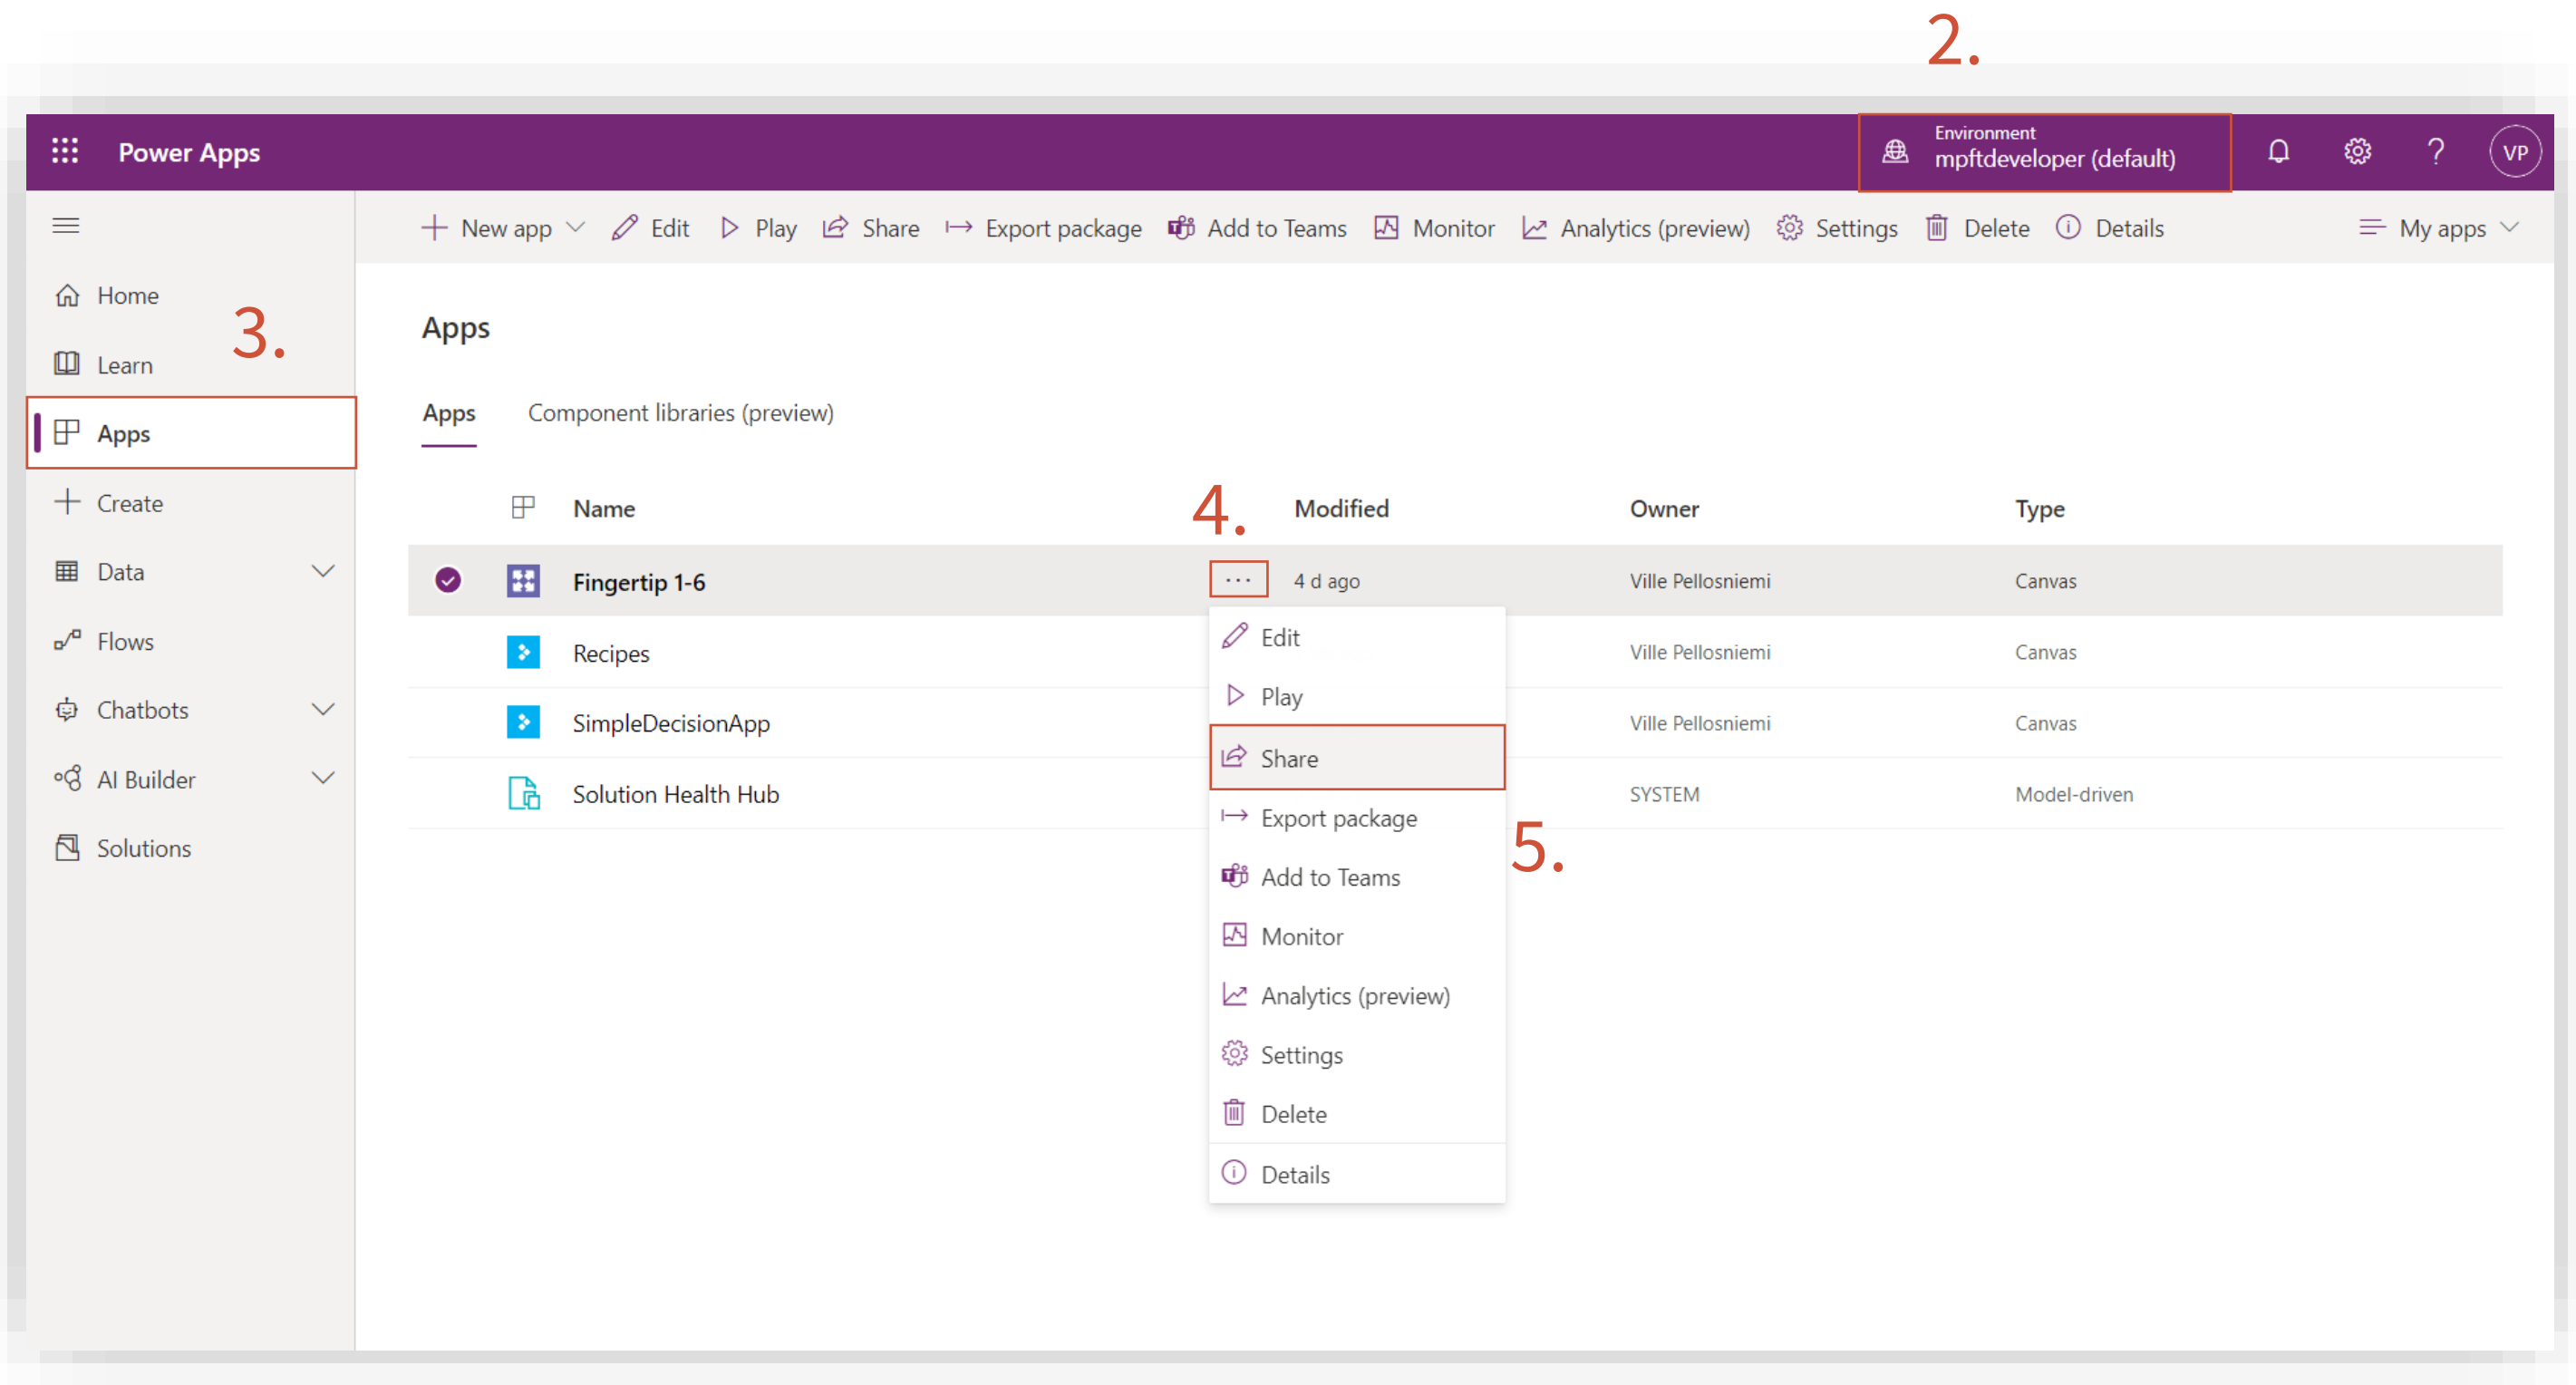 2.
Power Apps
Environment
mpftdeveloper (default)
?
VP
New app
Edit
Play
Share
Export package
Add to Teams
Monitor
Analytics (preview)
Settings
Delete
Details
My apps
Home
3.
Learn
Apps
Create
Data
Flows
Chatbots
AI Builder
Solutions
Apps
Apps
Component libraries (preview)
Name
4.
Modified
Owner
Type
Fingertip 1-6
...
4 d ago
Ville Pellosniemi
Canvas
Recipes
Ville Pellosniemi
Canvas
SimpleDecisionApp
Ville Pellosniemi
Canvas
Solution Health Hub
SYSTEM
Model-driven
Edit
Play
Share
Export package
5.
Add to Teams
Monitor
Analytics (preview)
Settings
Delete
Details